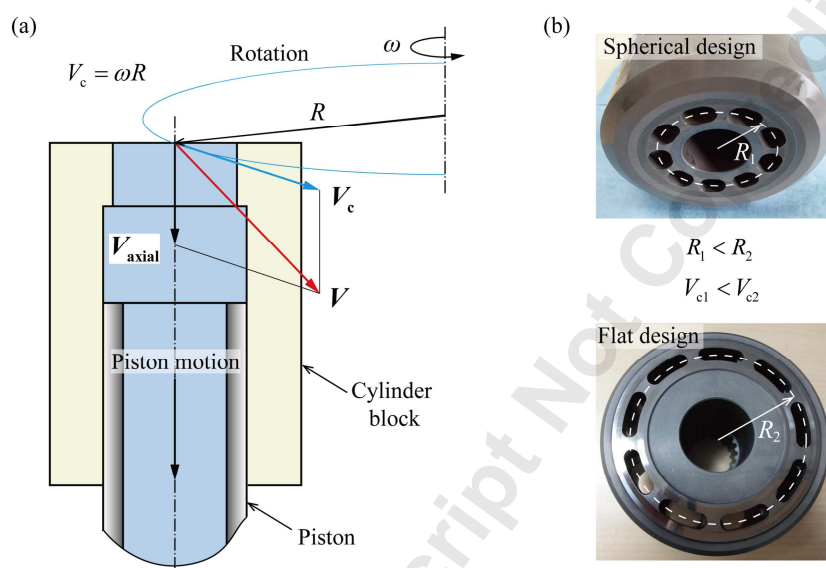 (a)
Rotation
ω
V_c = ωR
R
V_c
V_axial
V
Piston motion
Cylinder
block
Piston
(b)
Spherical design
R_1
R_1 < R_2
V_c1 < V_c2
Flat design
R_2